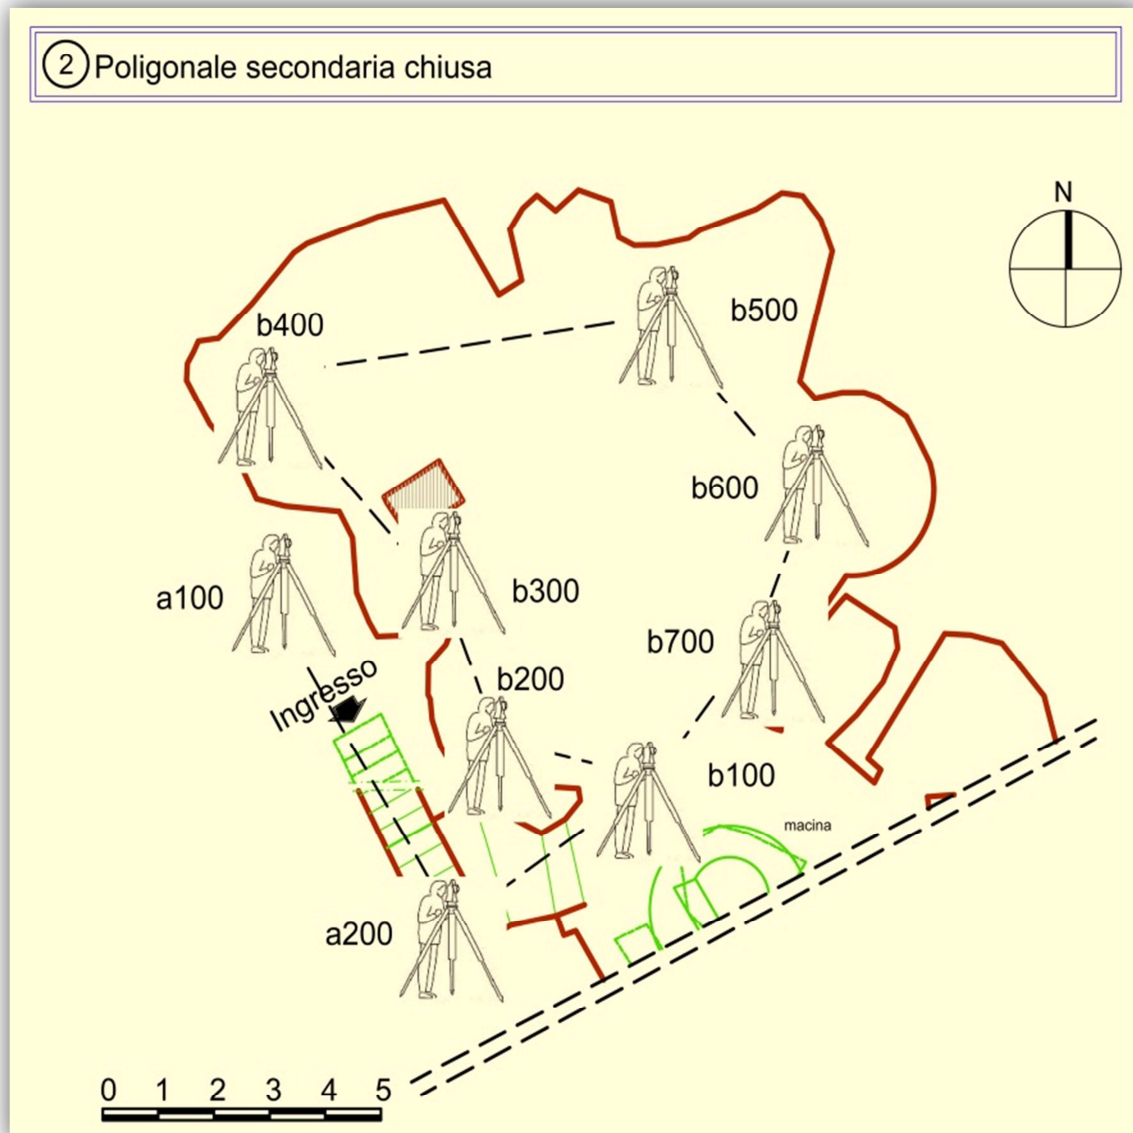 2 Poligonale secondaria chiusa
N
b400
b500
b600
a100
b300
b700
Ingresso
b200
b100
macina
a200
0 1 2 3 4 5